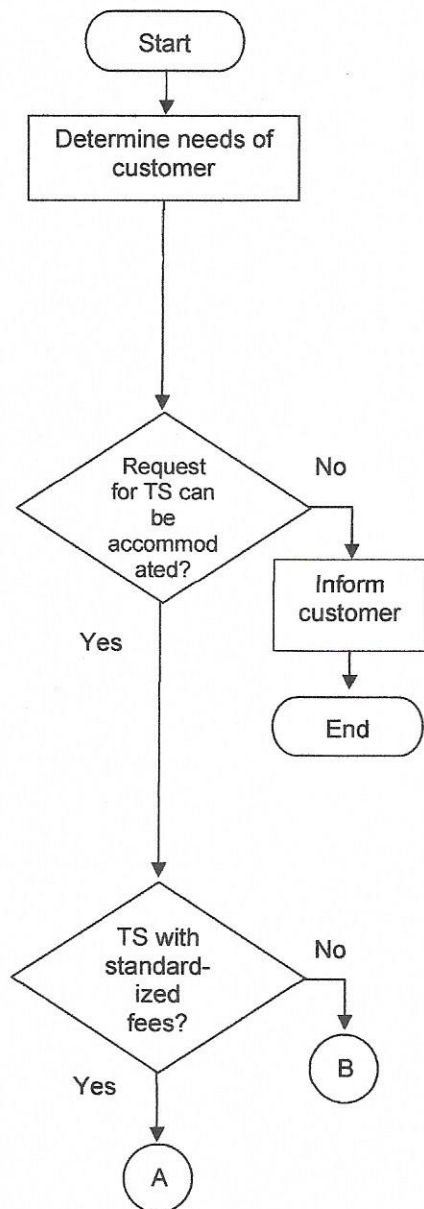 Start
Determine needs of
customer
Request
for TS can
be
accommod
ated?
No
Inform
customer
Yes
End
TS with
standard-
ized
fees?
No
B
Yes
A